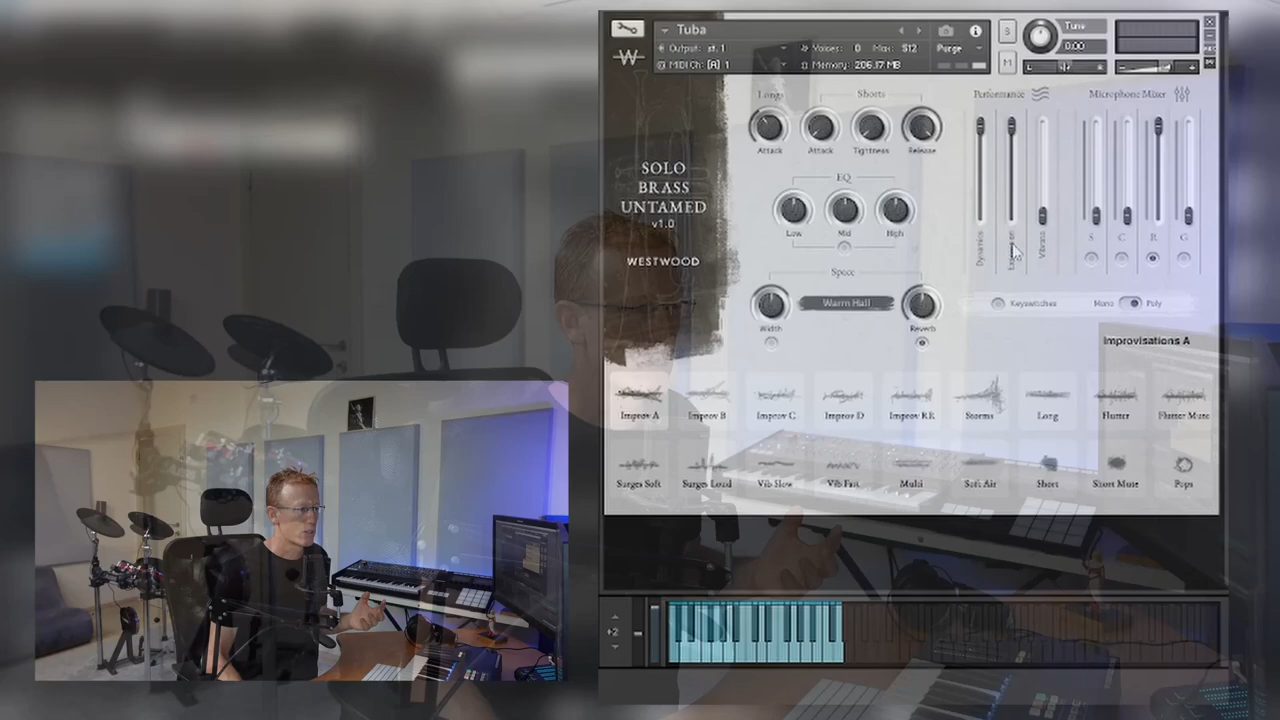 Tuba
Output: st. 1 Voices: 0 Max: 512 Purge
MIDI Ch: [A] 1 Memory: 206.17 MB
S
M
Tune
0.00
L R
SOLO
BRASS
UNTAMED
v1.0
WESTWOOD
Longs Shorts
Attack Attack Tightness Release
EQ
Low Mid High
Space
Width Warm Hall Reverb
Performance Microphone Mixer
Dynamics Vibrato
S C R G
Keyswitches Mono Poly
Improvisations A
Improv A Improv B Improv C Improv D Improv RR Storms Long Flutter Flutter Mute
Surges Soft Surges Loud Vib Slow Vib Fast Multi Soft Air Short Short Mute Pops
+2